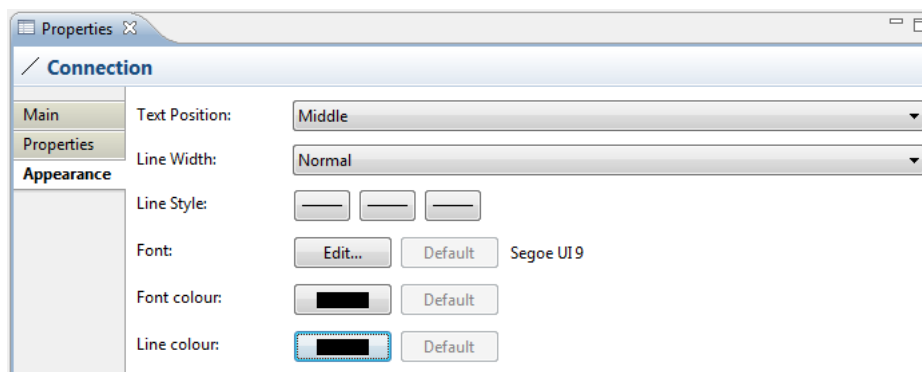 Properties
Connection
Main
Properties
Appearance
Text Position: Middle
Line Width: Normal
Line Style:
Font: Edit... Default Segoe UI 9
Font colour: Default
Line colour: Default